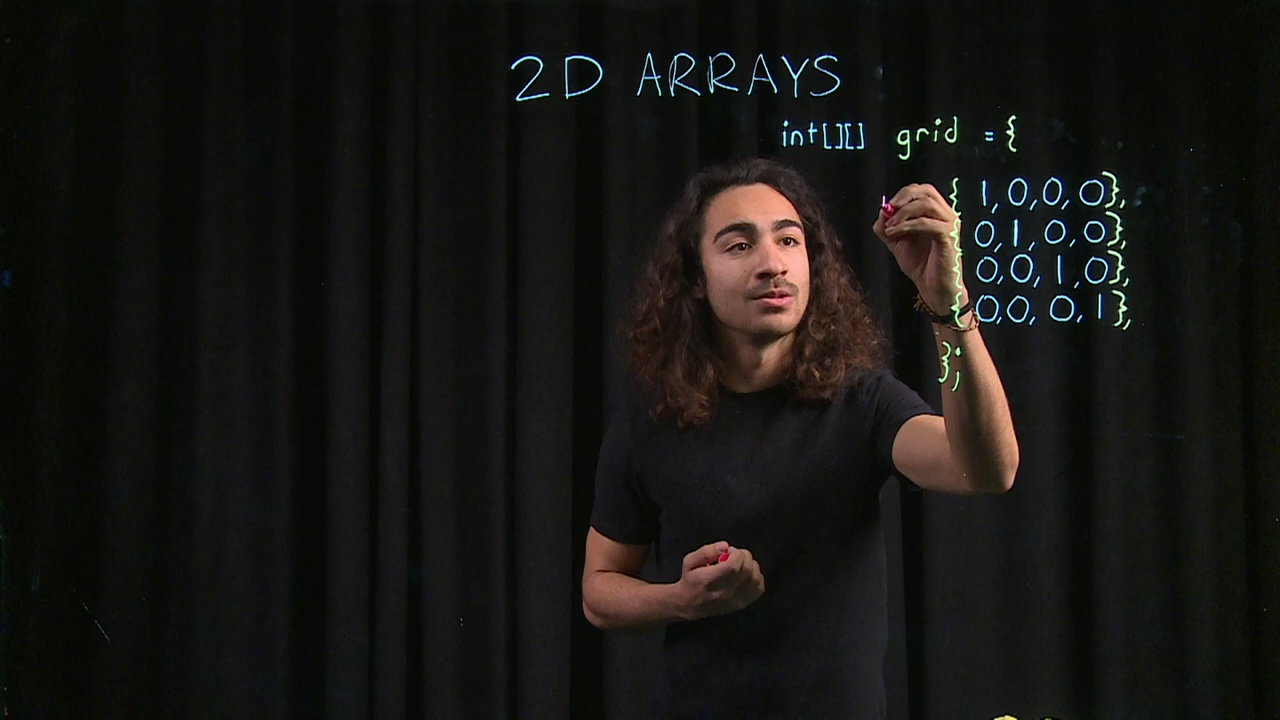 2D ARRAYS
int[][] grid = {
{ 1,0,0,0},
{ 0,1,0,0},
{ 0,0,1,0},
{ 0,0,0,1},
};